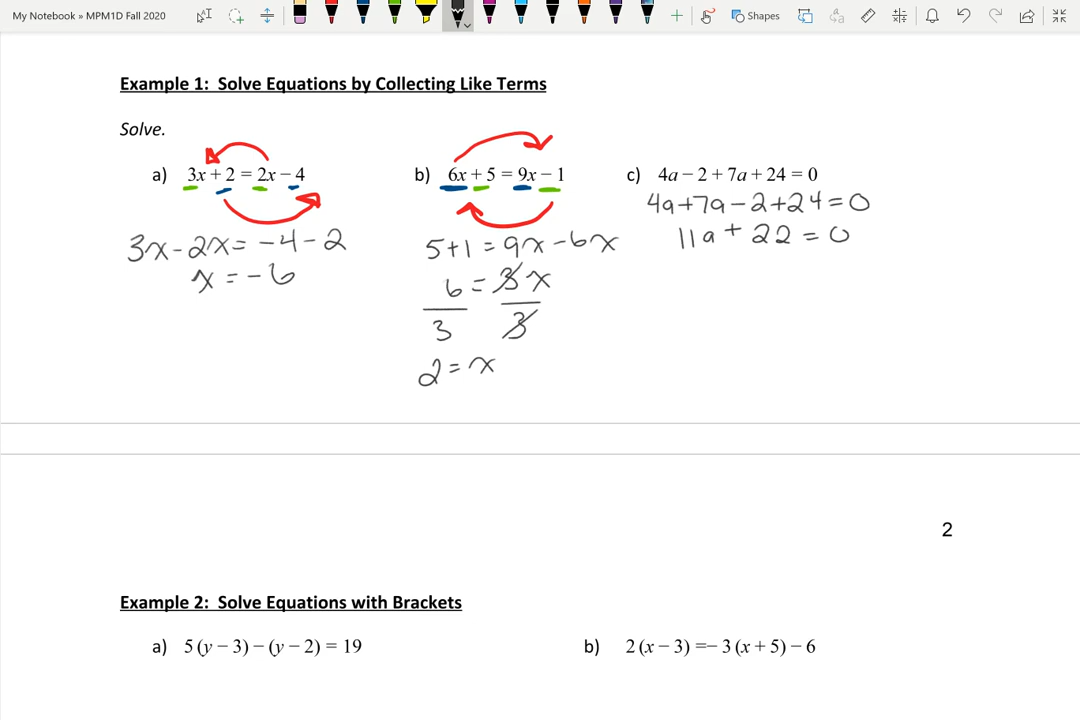 My Notebook » MPM1D Fall 2020
Shapes
Example 1: Solve Equations by Collecting Like Terms
Solve.
a) 3x + 2 = 2x − 4
3x − 2x = −4 − 2
x = −6
b) 6x + 5 = 9x − 1
5 + 1 = 9x − 6x
6 = 3x
3 3
2 = x
c) 4a − 2 + 7a + 24 = 0
4a + 7a − 2 + 24 = 0
11a + 22 = 0
2
Example 2: Solve Equations with Brackets
a) 5 (y − 3) − (y − 2) = 19
b) 2 (x − 3) =− 3 (x + 5) − 6